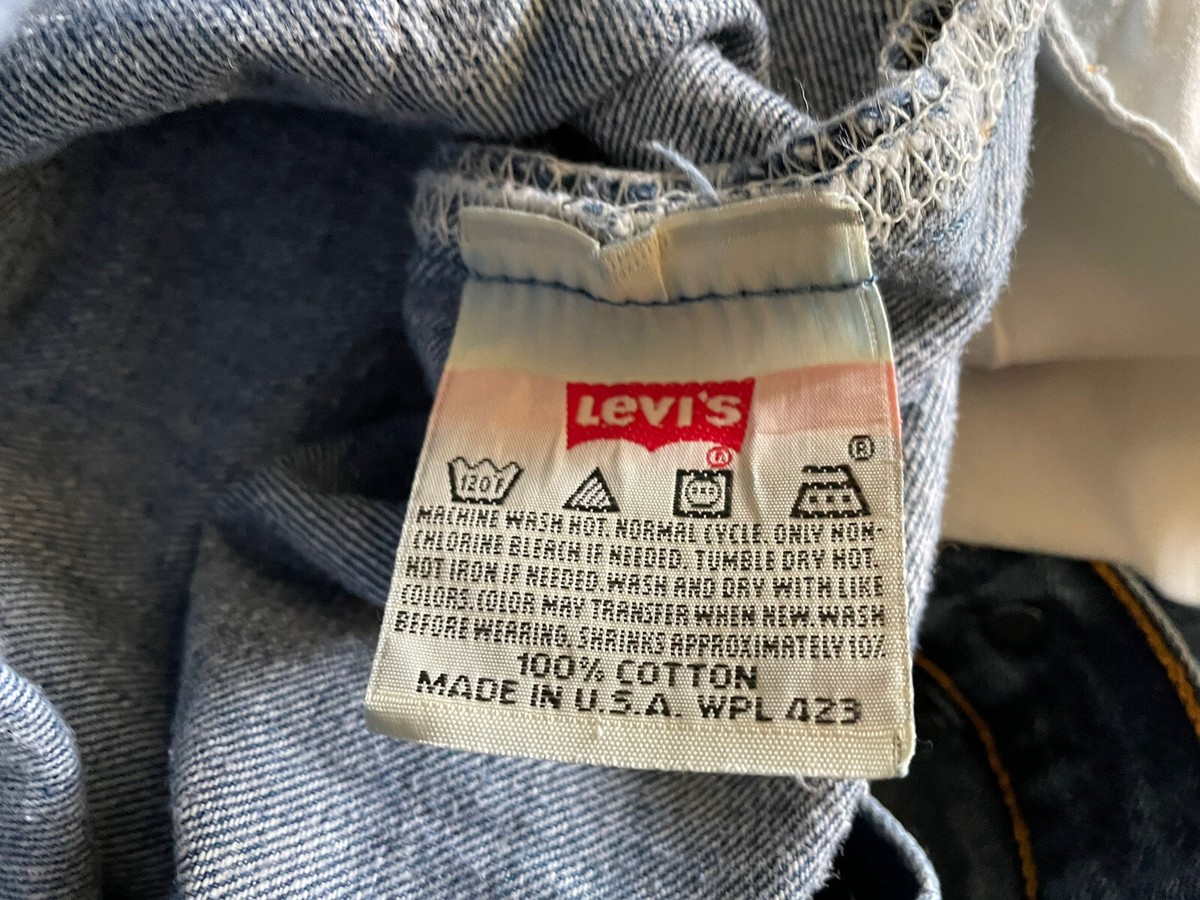 LEVI'S
®
®
120F
MACHINE WASH HOT. NORMAL CYCLE. ONLY NON-
CHLORINE BLEACH IF NEEDED. TUMBLE DRY HOT.
HOT IRON IF NEEDED. WASH AND DRY WITH LIKE
COLORS. COLOR MAY TRANSFER WHEN NEW. WASH
BEFORE WEARING. SHRINKS APPROXIMATELY 10%
100% COTTON
MADE IN U.S.A. WPL 423